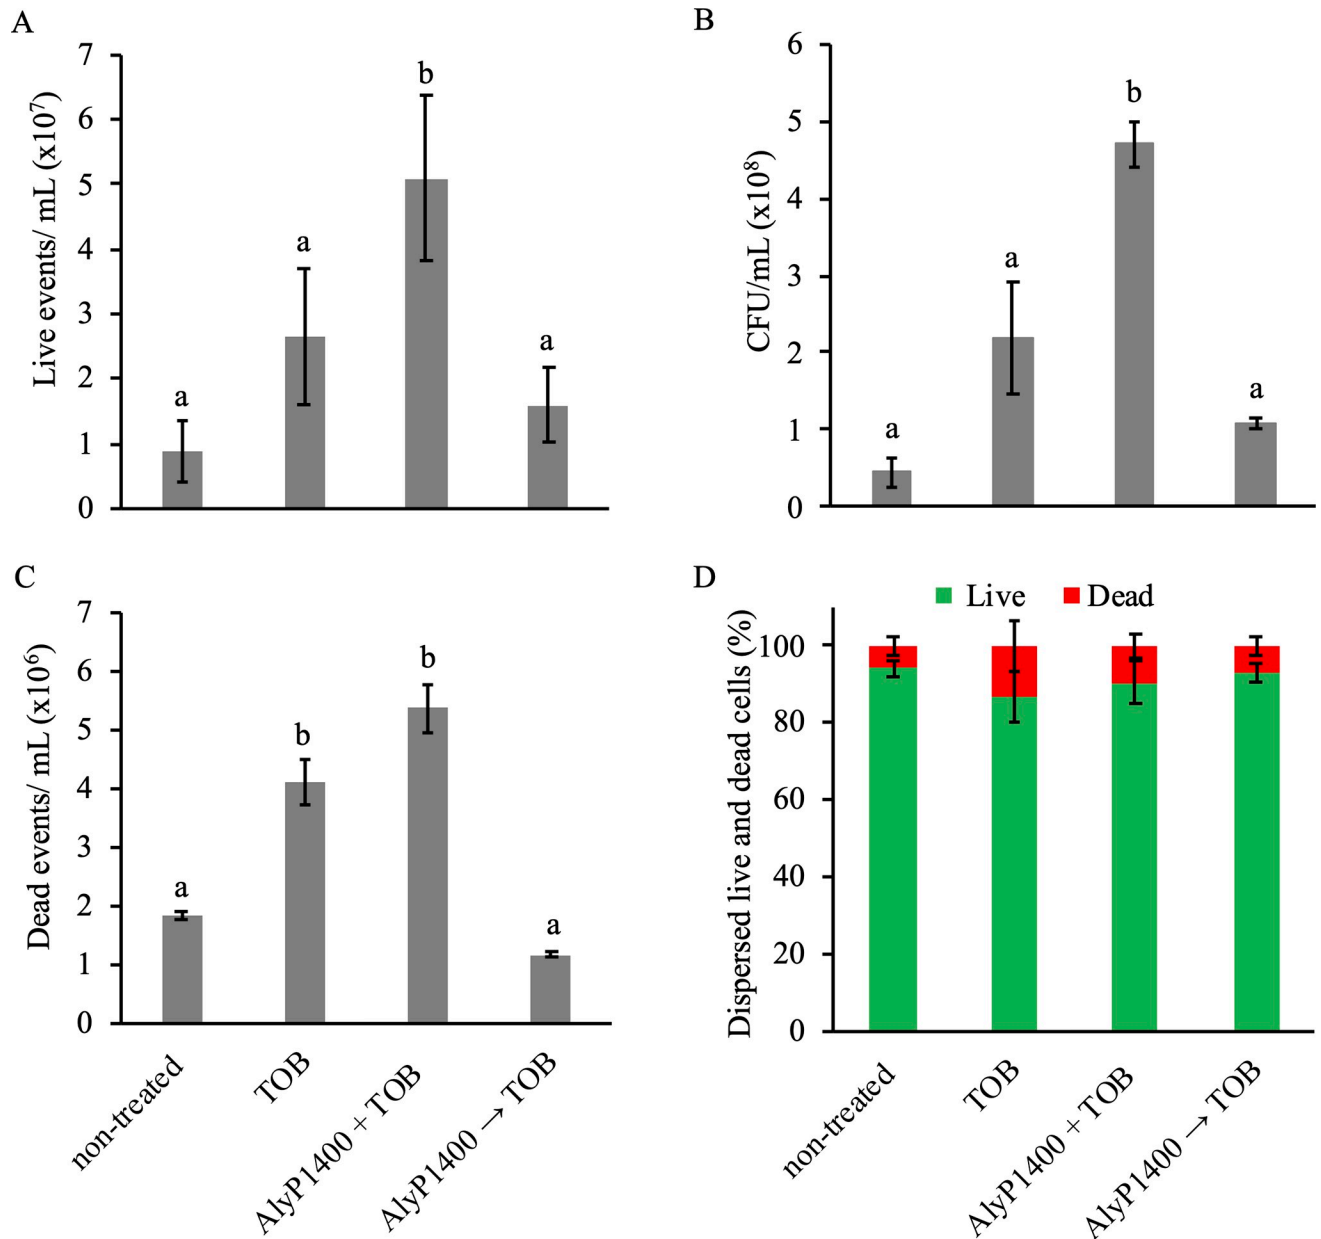 A
Live events/ mL (x10⁷)
7
6
5
4
3
2
1
0
a
a
b
a
B
CFU/mL (x10⁸)
6
5
4
3
2
1
0
a
a
b
a
C
Dead events/ mL (x10⁶)
7
6
5
4
3
2
1
0
a
b
b
a
non-treated
TOB
AlyP1400 + TOB
AlyP1400 → TOB
D
Live
Dead
Dispersed live and dead cells (%)
100
80
60
40
20
0
non-treated
TOB
AlyP1400 + TOB
AlyP1400 → TOB